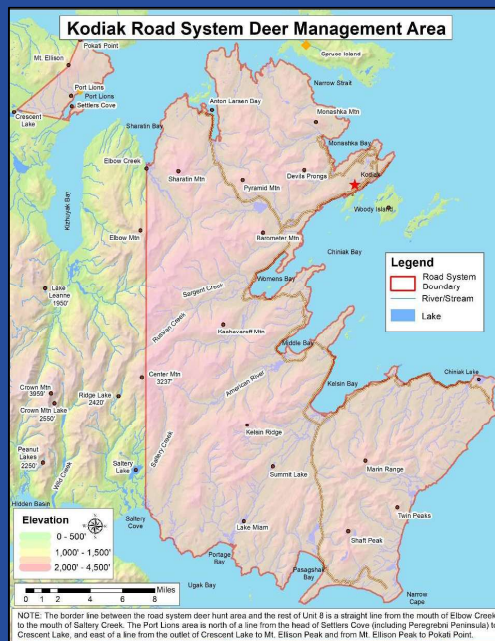 Kodiak Road System Deer Management Area
Pokati Point
Mt. Ellison
Spruce Island
Port Lions
Port Lions
Settlers Cove
Narrow Strait
Anton Larsen Bay
Crescent
Lake
Monashka Mtn
Sharatin Bay
Monashka Bay
Elbow Creek
Sharatin Mtn
Devils Prongs
Kodiak
Pyramid Mtn
Kizhuyak Bay
Woody Island
Elbow Mtn
Barometer Mtn
Chiniak Bay
Legend
Road System
Boundary
River/Stream
Lake
Womens Bay
Lake
Leanne
1950'
Sargent Creek
Russian Creek
Middle Bay
Center Mtn
3237'
American River
Kalsin Bay
Chiniak Lake
Crown Mtn
3959'
Crown Mtn Lake
2550'
Ridge Lake
2420'
Kelsin Ridge
Saltery Creek
Peanut
Lakes
2250'
Wild Creek
Saltery
Lake
Summit Lake
Marin Range
Hidden Basin
Twin Peaks
Elevation
0 - 500'
1,000' - 1,500'
2,000' - 4,500'
Saltery
Cove
Lake Miam
Shaft Peak
Portage
Bay
Pasagshak
Bay
Miles
0 1 2 4 6 8
Ugak Bay
Narrow
Cape
NOTE: The border line between the road system deer hunt area and the rest of Unit 8 is a straight line from the mouth of Elbow Creek
to the mouth of Saltery Creek. The Port Lions area is north of a line from the head of Settlers Cove (including Peregrebni Peninsula) to
Crescent Lake, and east of a line from the outlet of Crescent Lake to Mt. Ellison Peak and from Mt. Ellison Peak to Pokati Point.